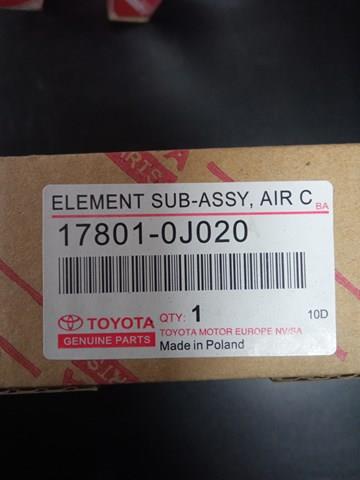 ELEMENT SUB-ASSY, AIR C BA
17801-0J020
TOYOTA QTY: 1 10D
GENUINE PARTS TOYOTA MOTOR EUROPE NV/SA
Made in Poland